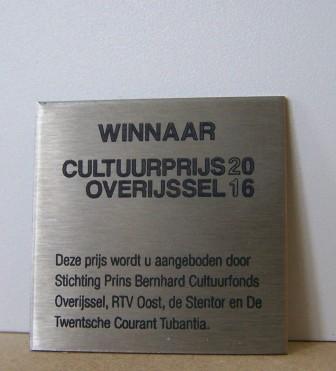 WINNAAR
CULTUURPRIJS 20
OVERIJSSEL 16
Deze prijs wordt u aangeboden door
Stichting Prins Bernhard Cultuurfonds
Overijssel, RTV Oost, de Stentor en De
Twentsche Courant Tubantia.